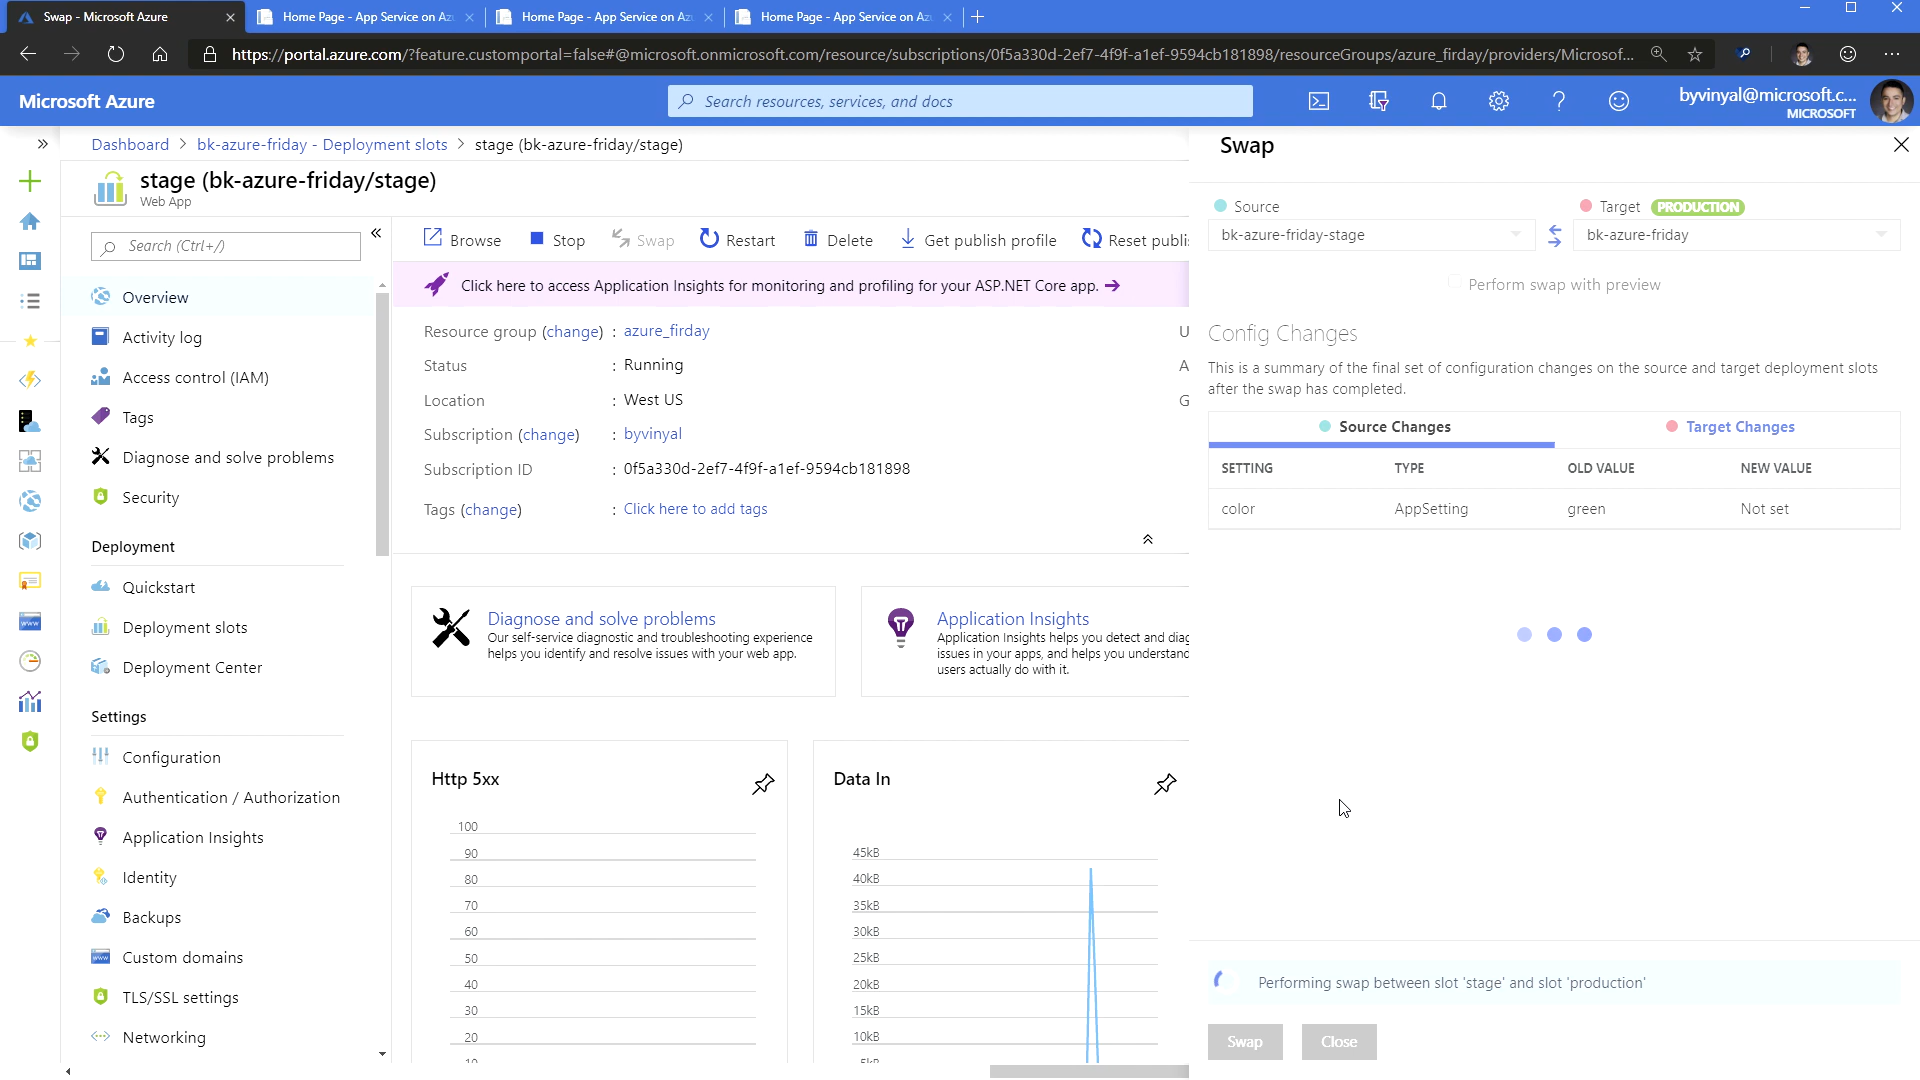 Swap - Microsoft Azure
Home Page - App Service on Az
Home Page - App Service on Az
Home Page - App Service on Az
https://portal.azure.com/?feature.customportal=false#@microsoft.onmicrosoft.com/resource/subscriptions/0f5a330d-2ef7-4f9f-a1ef-9594cb181898/resourceGroups/azure_firday/providers/Microsof...
Microsoft Azure
Search resources, services, and docs
byvinyal@microsoft.c...
MICROSOFT
Dashboard > bk-azure-friday - Deployment slots > stage (bk-azure-friday/stage)
stage (bk-azure-friday/stage)
Web App
Search (Ctrl+/)
Overview
Activity log
Access control (IAM)
Tags
Diagnose and solve problems
Security
Deployment
Quickstart
Deployment slots
Deployment Center
Settings
Configuration
Authentication / Authorization
Application Insights
Identity
Backups
Custom domains
TLS/SSL settings
Networking
Browse Stop Swap Restart Delete Get publish profile Reset publi
Click here to access Application Insights for monitoring and profiling for your ASP.NET Core app.
Resource group (change) : azure_firday
Status : Running
Location : West US
Subscription (change) : byvinyal
Subscription ID : 0f5a330d-2ef7-4f9f-a1ef-9594cb181898
Tags (change) : Click here to add tags
U
A
G
Diagnose and solve problems
Our self-service diagnostic and troubleshooting experience
helps you identify and resolve issues with your web app.
Application Insights
Application Insights helps you detect and diag
issues in your apps, and helps you understand
users actually do with it.
Http 5xx
100
90
80
70
60
50
40
30
20
10
Data In
45kB
40kB
35kB
30kB
25kB
20kB
15kB
10kB
5kB
Swap
Source
bk-azure-friday-stage
Target PRODUCTION
bk-azure-friday
Perform swap with preview
Config Changes
This is a summary of the final set of configuration changes on the source and target deployment slots
after the swap has completed.
Source Changes Target Changes
SETTING TYPE OLD VALUE NEW VALUE
color AppSetting green Not set
Performing swap between slot 'stage' and slot 'production'
Swap Close